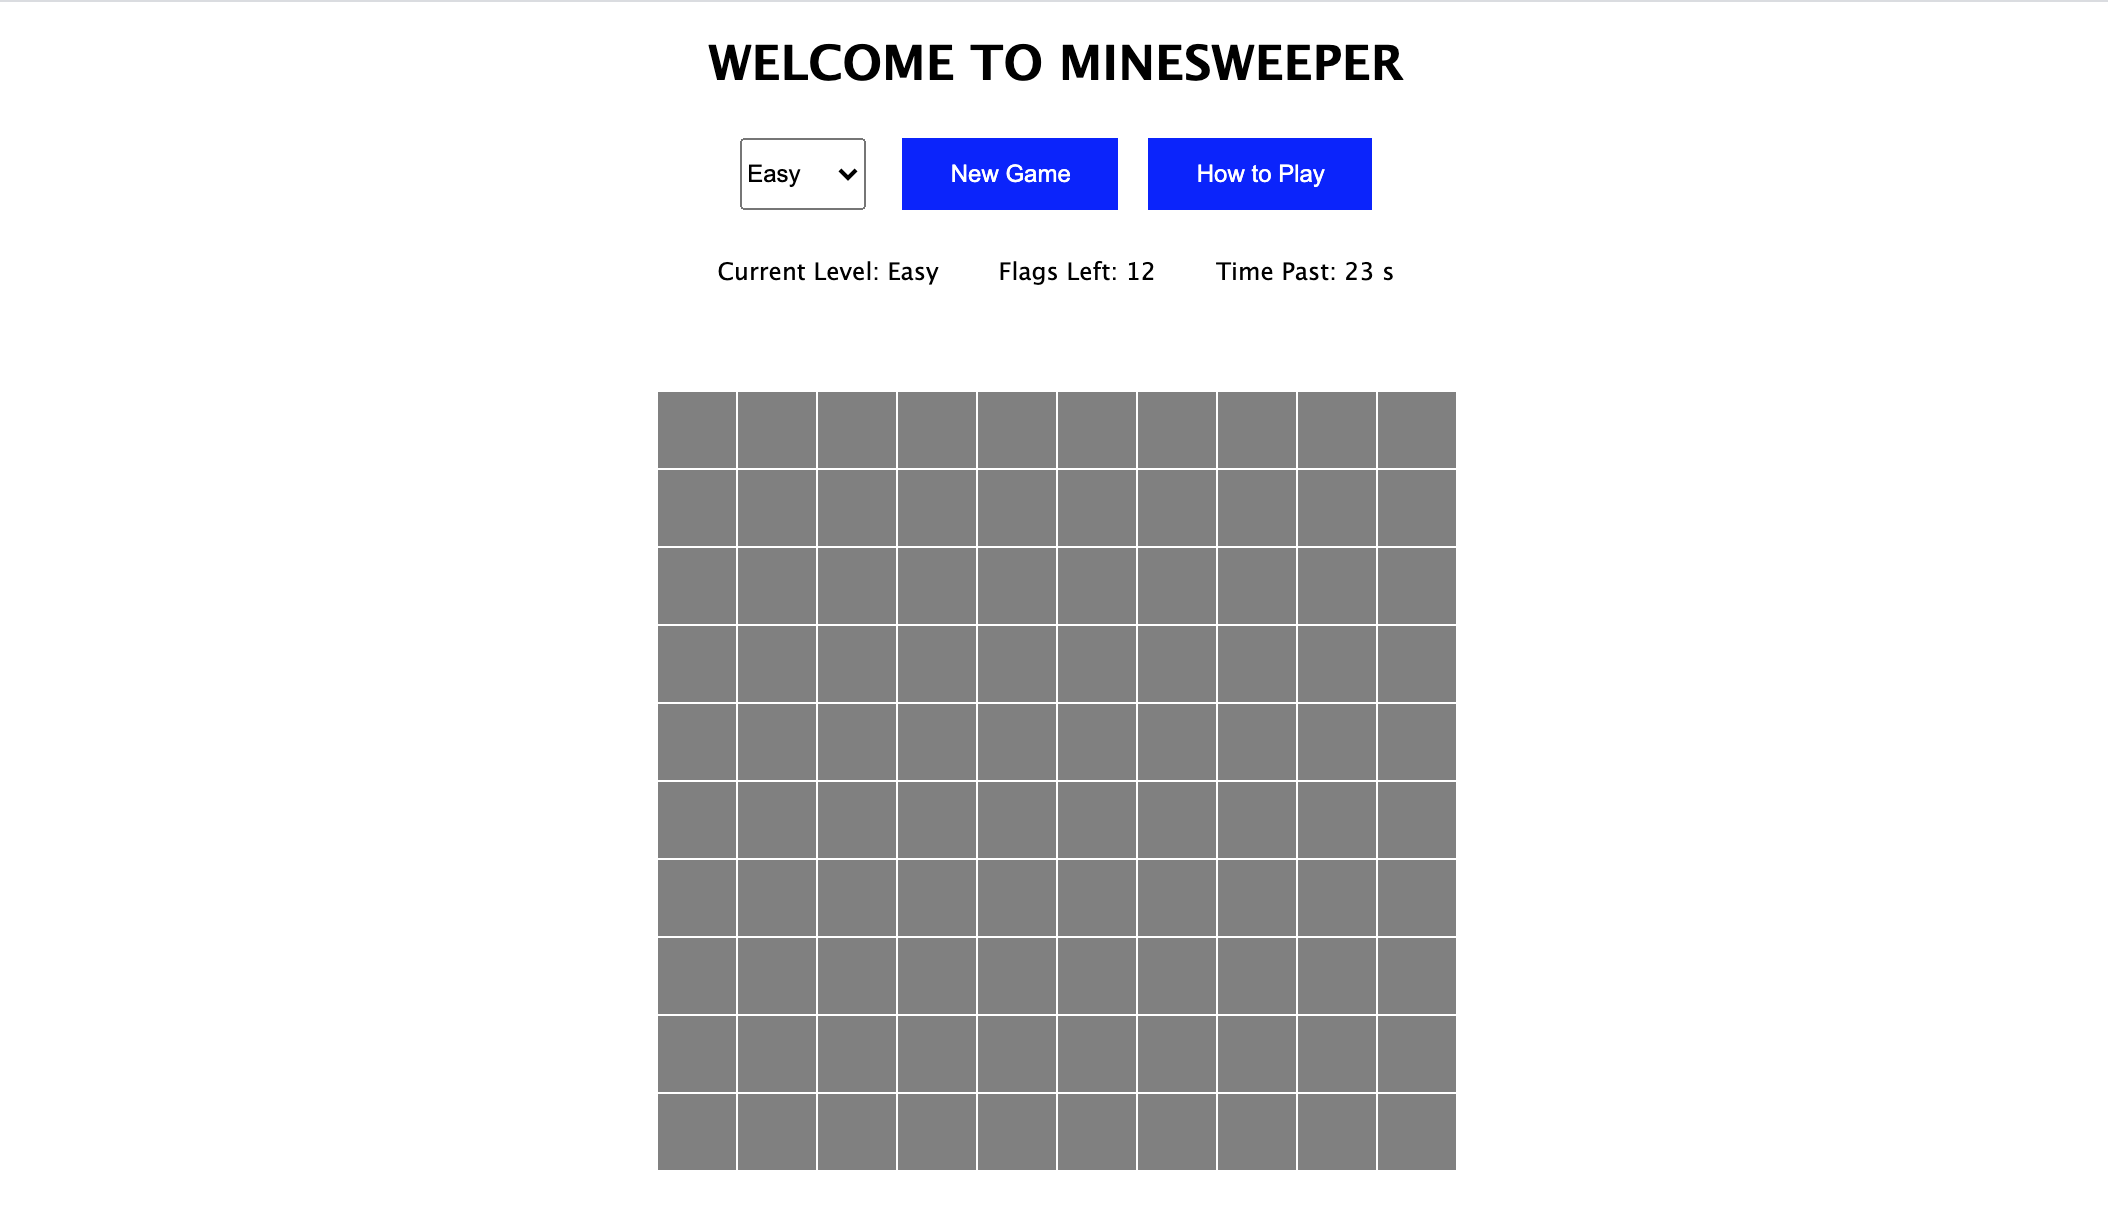 WELCOME TO MINESWEEPER
Easy New Game How to Play
Current Level: Easy Flags Left: 12 Time Past: 23 s